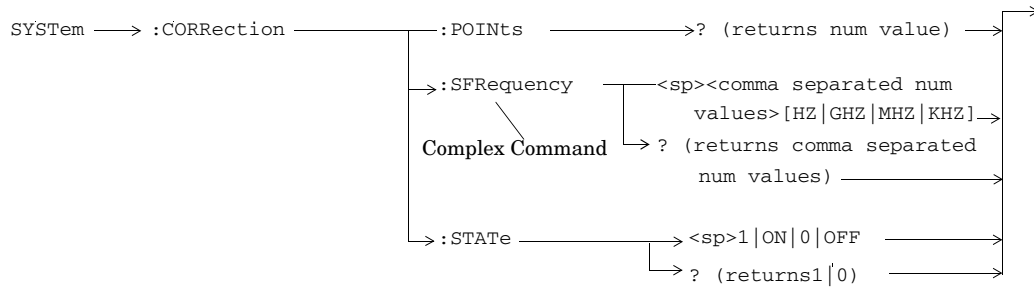 SYSTem :CORRection :POINts ? (returns num value)
:SFRequency <sp><comma separated num
values>[HZ|GHZ|MHZ|KHZ]
Complex Command ? (returns comma separated
num values)
:STATe <sp>1|ON|0|OFF
? (returns1|0)